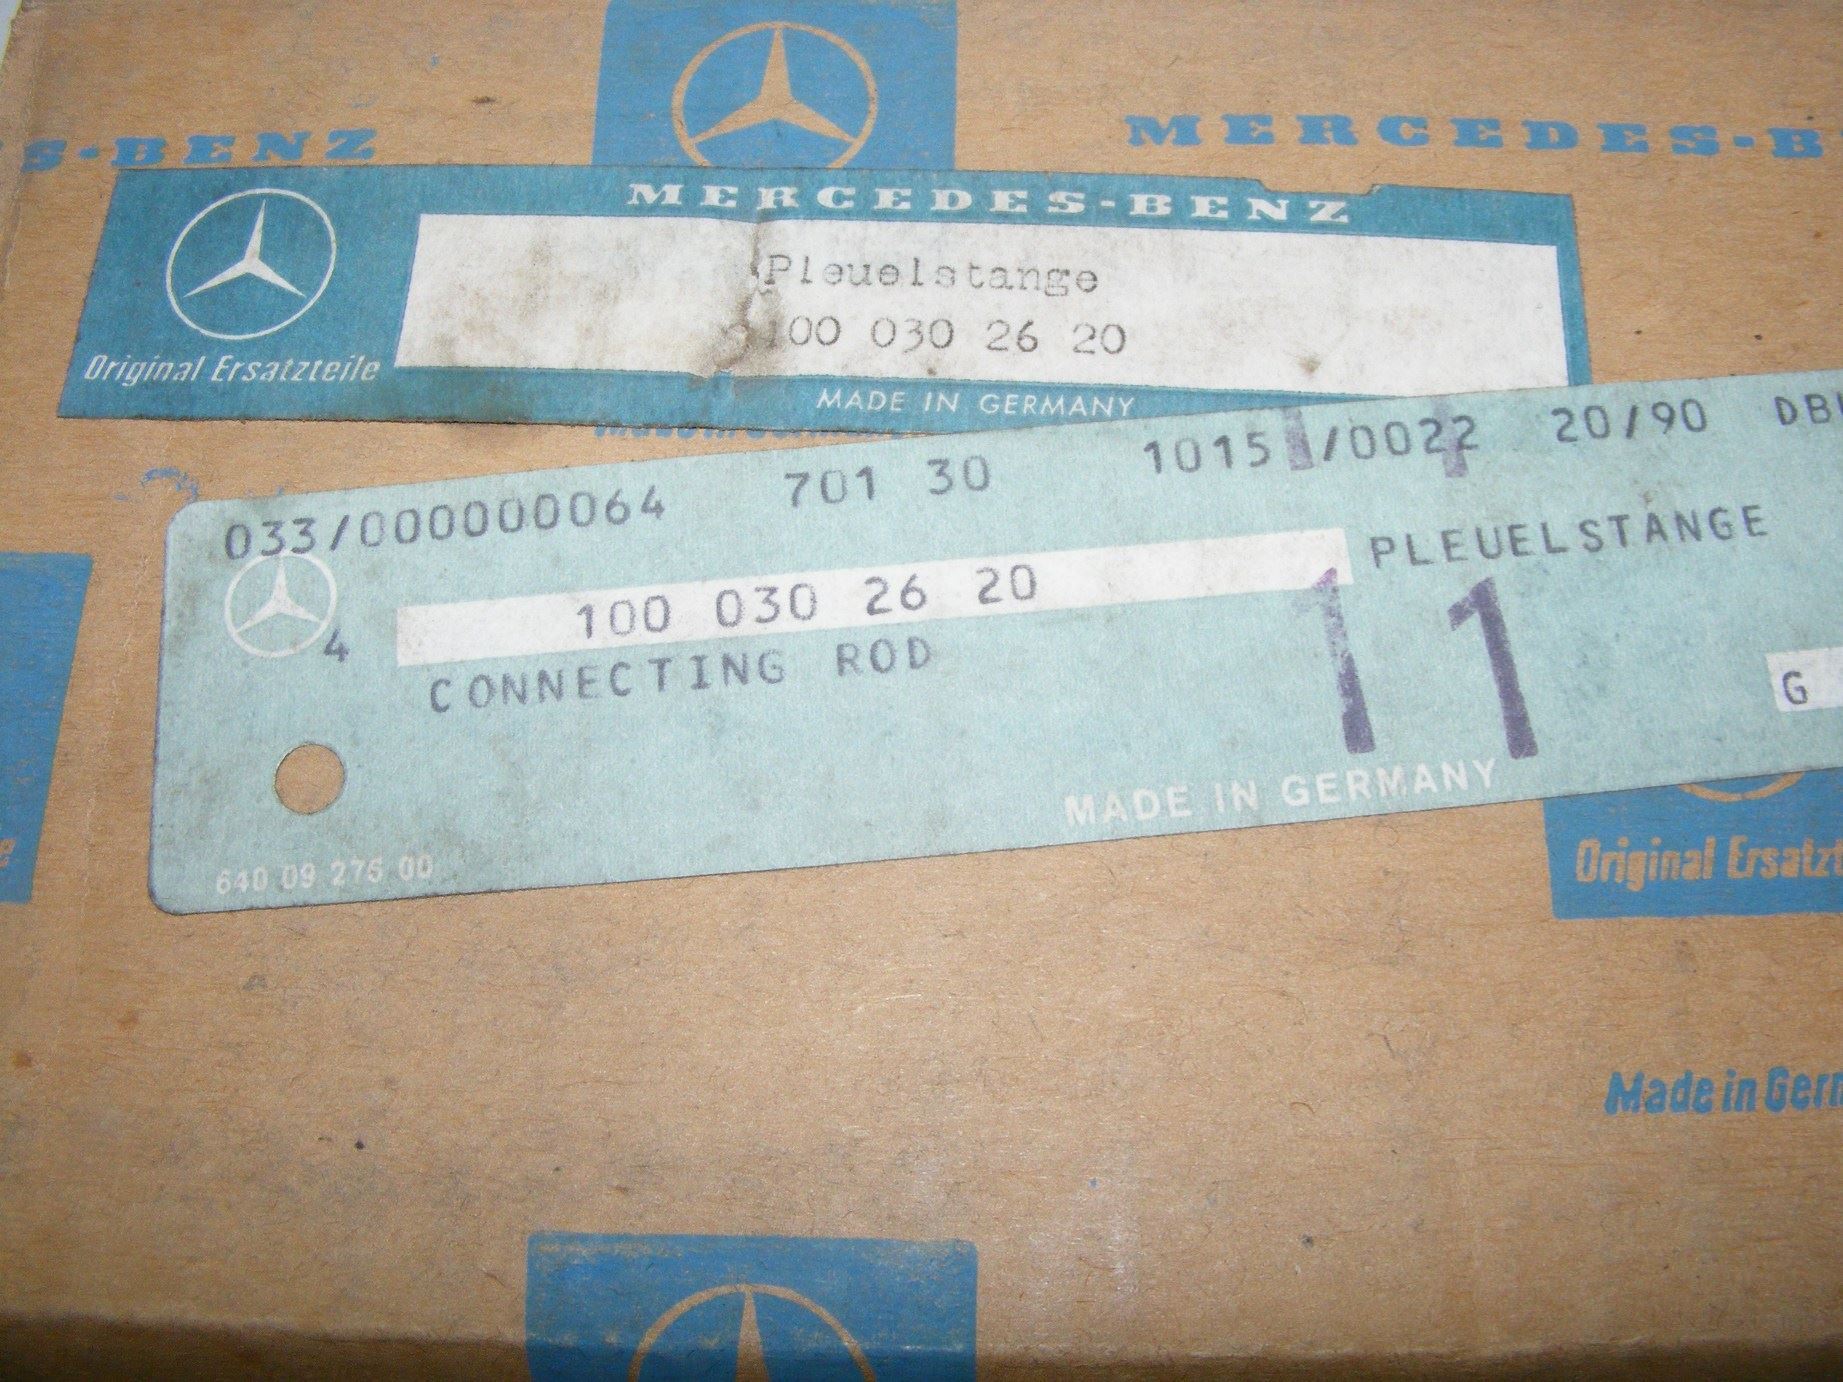 S-BENZ
MERCEDES-B
MERCEDES-BENZ
Pleuelstange
100 030 26 20
Original Ersatzteile
MADE IN GERMANY
033/000000064 701 30 1015 /0022 20/90 DB
4 100 030 26 20 PLEUELSTANGE
CONNECTING ROD
11
G
MADE IN GERMANY
640 09 275 00
Original Ersatzt
e
Made in Germ